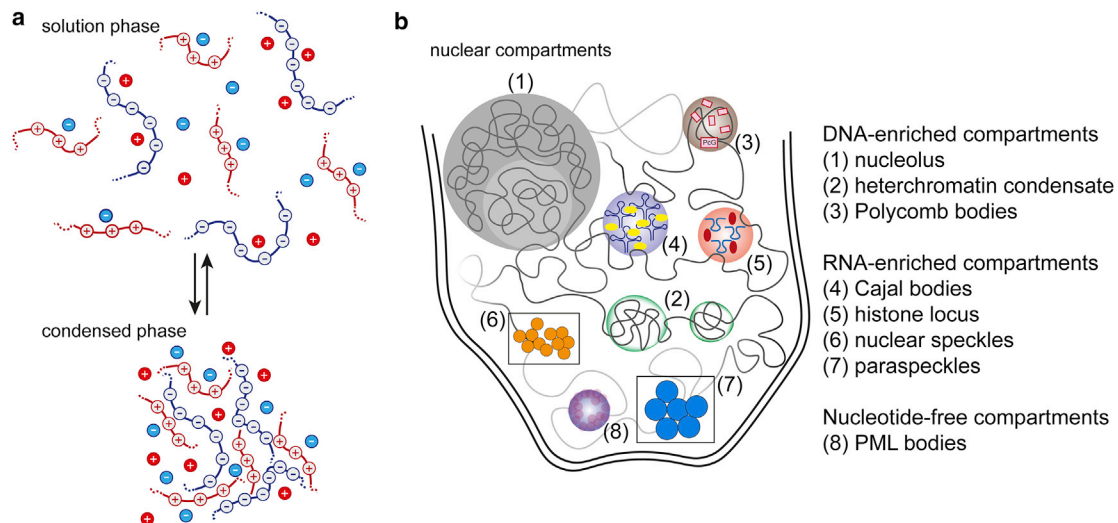 a
solution phase
condensed phase
b
nuclear compartments
(1)
(3)
PcG
(4)
(5)
(2)
(6)
(7)
(8)
DNA-enriched compartments
(1) nucleolus
(2) heterchromatin condensate
(3) Polycomb bodies
RNA-enriched compartments
(4) Cajal bodies
(5) histone locus
(6) nuclear speckles
(7) paraspeckles
Nucleotide-free compartments
(8) PML bodies